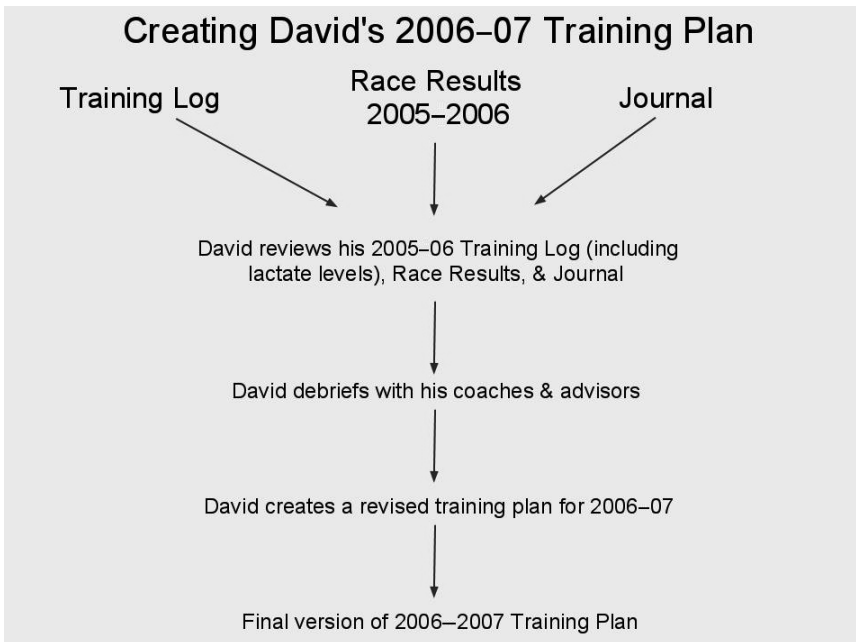 Creating David's 2006–07 Training Plan
Training Log
Race Results
2005–2006
Journal
David reviews his 2005–06 Training Log (including
lactate levels), Race Results, & Journal
David debriefs with his coaches & advisors
David creates a revised training plan for 2006–07
Final version of 2006–2007 Training Plan